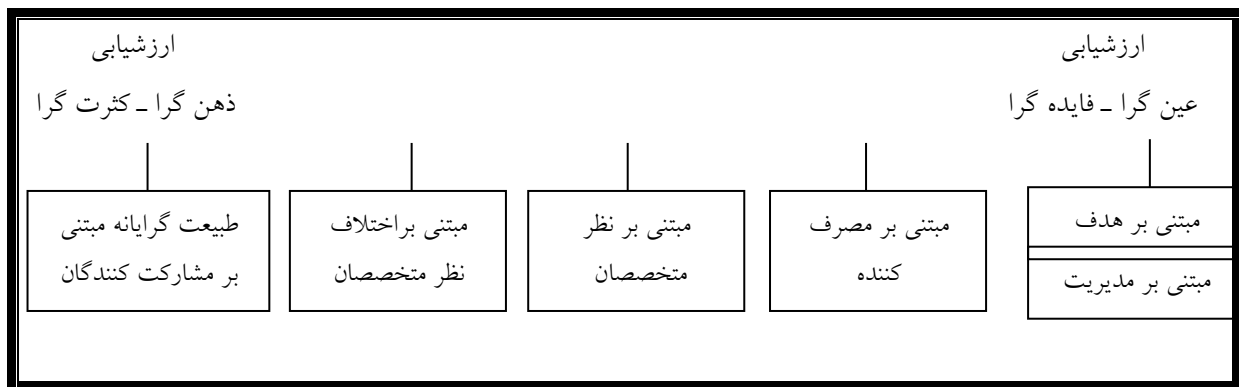 ارزشیابی
عین گرا ـ فایده گرا
ارزشیابی
ذهن گرا ـ کثرت گرا
مبتنی بر هدف
مبتنی بر مدیریت
مبتنی بر مصرف
کننده
مبتنی بر نظر
متخصصان
مبتنی براختلاف
نظر متخصصان
طبیعت گرایانه مبتنی
بر مشارکت کنندگان